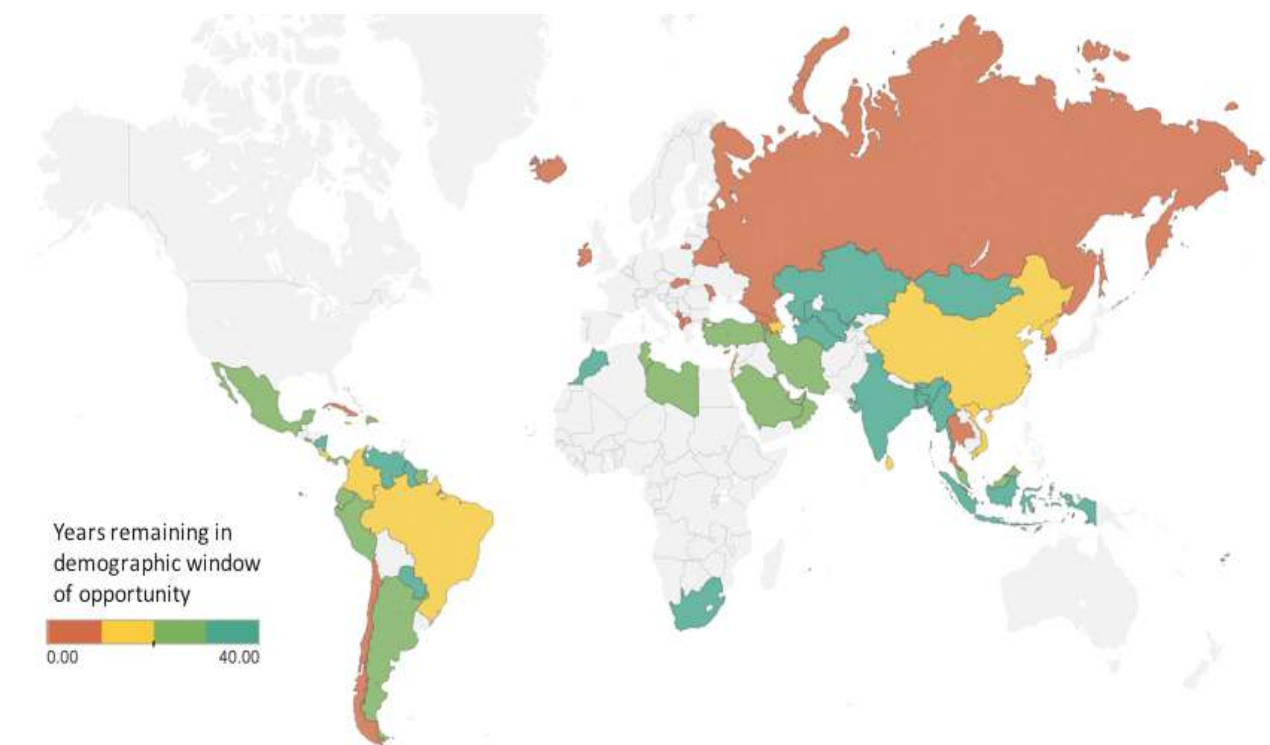 Years remaining in
demographic window
of opportunity
0.00 40.00